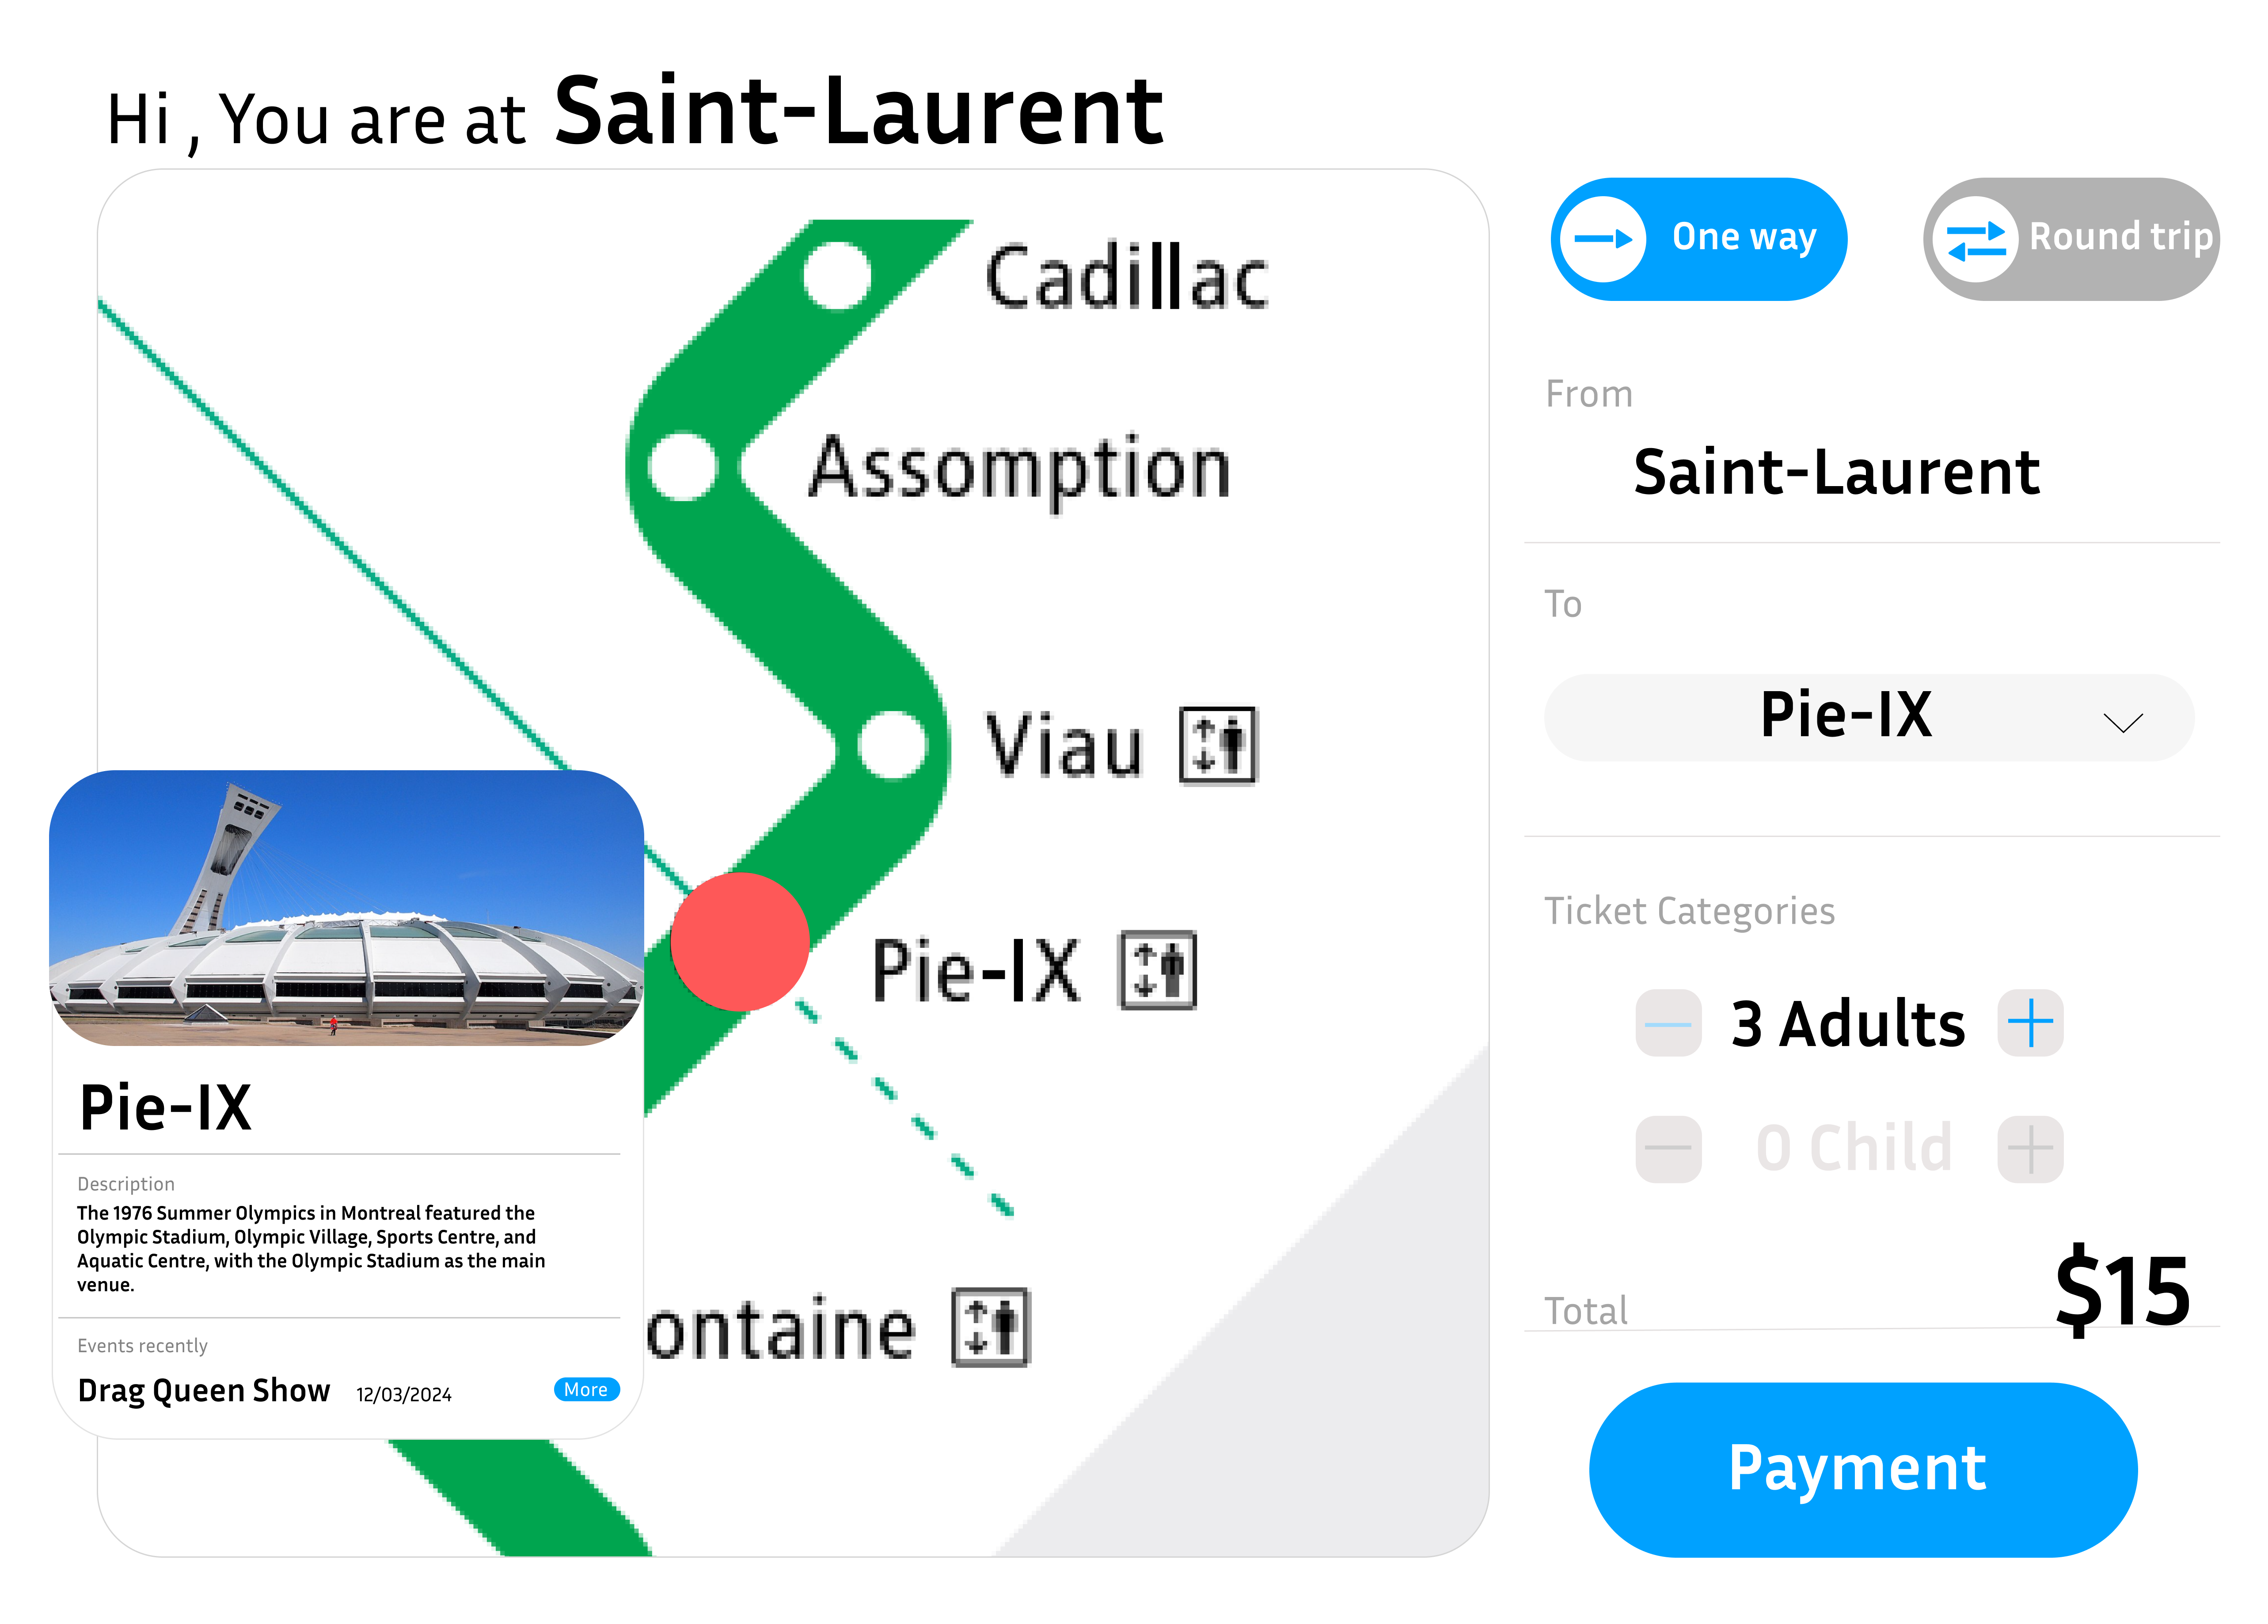 Hi , You are at Saint-Laurent
Cadillac
Assomption
Viau
Pie-IX
ontaine
Pie-IX
Description
The 1976 Summer Olympics in Montreal featured the
Olympic Stadium, Olympic Village, Sports Centre, and
Aquatic Centre, with the Olympic Stadium as the main
venue.
Events recently
Drag Queen Show 12/03/2024 More
One way
Round trip
From
Saint-Laurent
To
Pie-IX
Ticket Categories
3 Adults
0 Child
Total $15
Payment